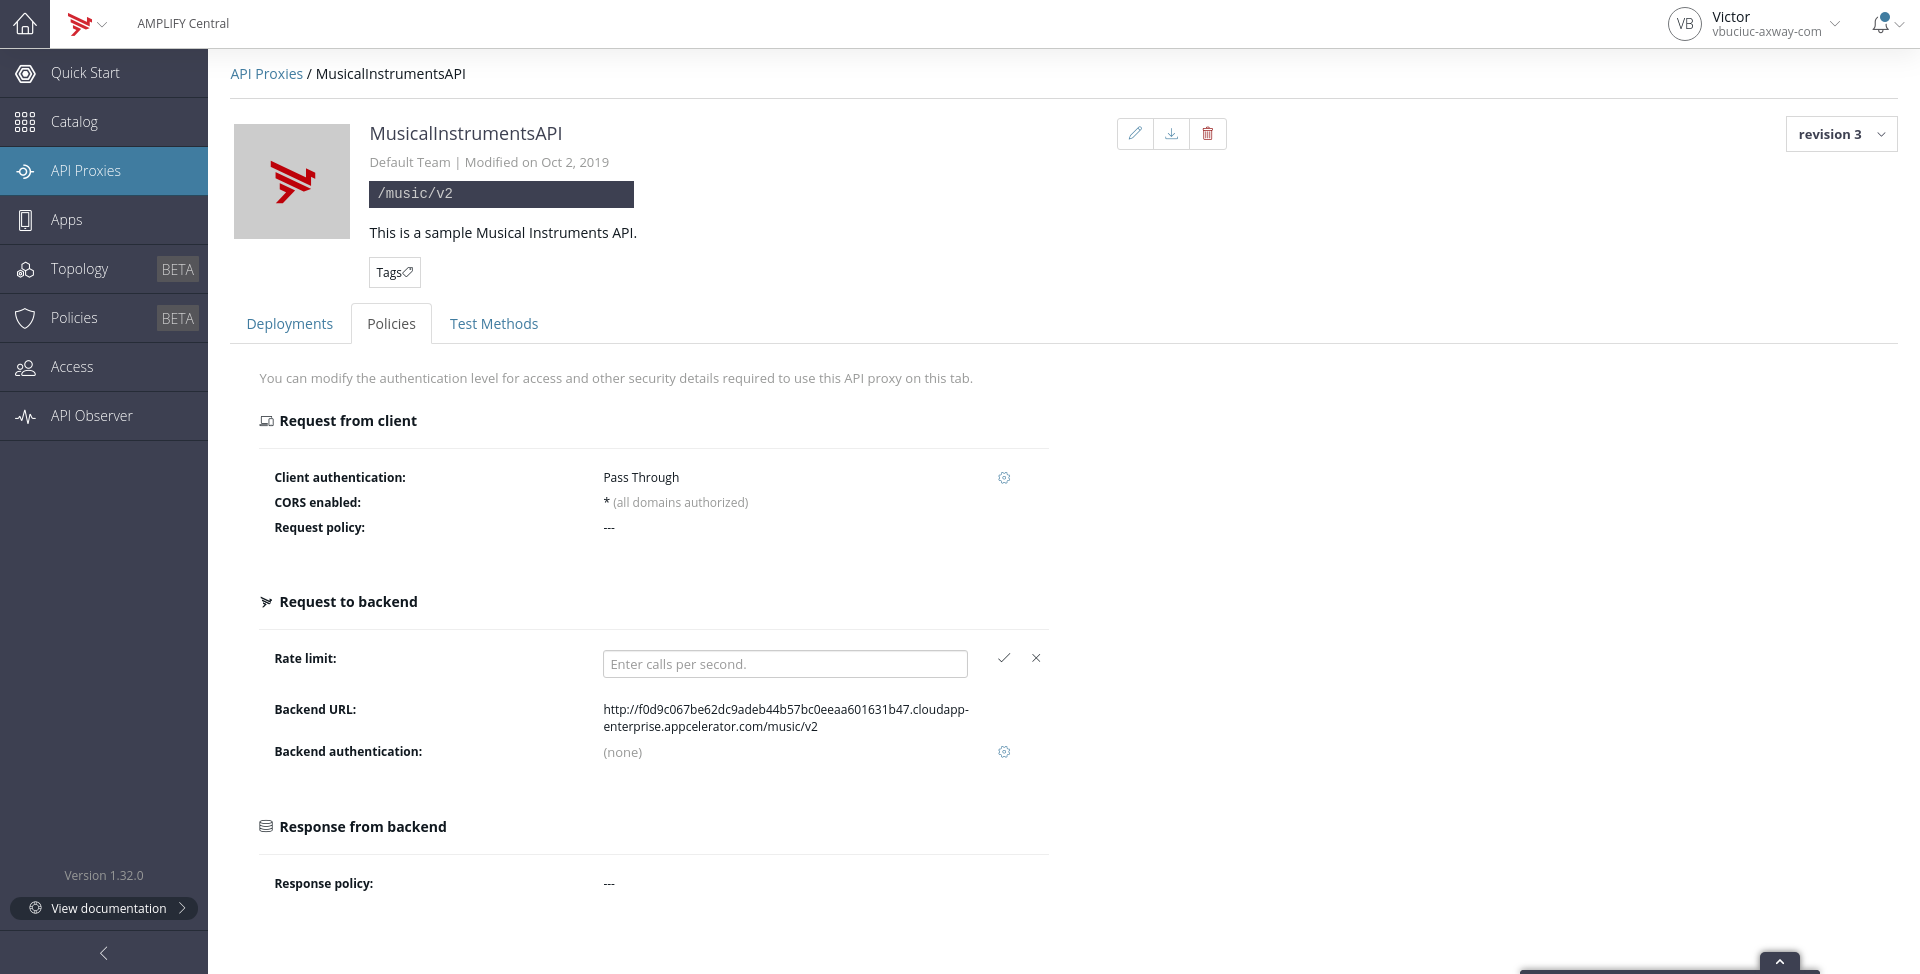 AMPLIFY Central
VB
Victor
vbuciuc-axway-com
Quick Start
Catalog
API Proxies
Apps
Topology BETA
Policies BETA
Access
API Observer
Version 1.32.0
View documentation
API Proxies / MusicalInstrumentsAPI
MusicalInstrumentsAPI
Default Team | Modified on Oct 2, 2019
/music/v2
This is a sample Musical Instruments API.
Tags
revision 3
Deployments Policies Test Methods
You can modify the authentication level for access and other security details required to use this API proxy on this tab.
Request from client
Client authentication: Pass Through
CORS enabled: * (all domains authorized)
Request policy: ---
Request to backend
Rate limit: Enter calls per second.
Backend URL: http://f0d9c067be62dc9adeb44b57bc0eeaa601631b47.cloudapp-
enterprise.appcelerator.com/music/v2
Backend authentication: (none)
Response from backend
Response policy: ---